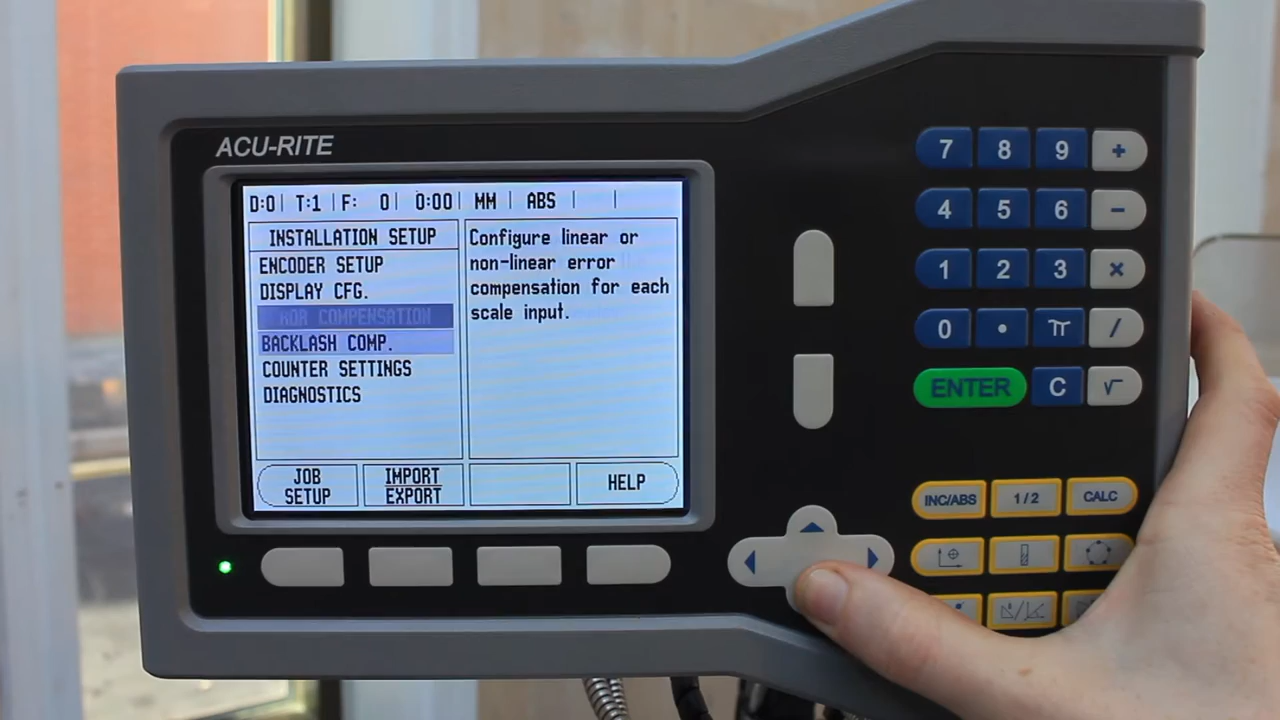 ACU-RITE
D:0 T:1 F: 0 0:00 MM ABS
INSTALLATION SETUP
ENCODER SETUP
DISPLAY CFG.
COMPENSATION
BACKLASH COMP.
COUNTER SETTINGS
DIAGNOSTICS
Configure linear or
non-linear error
compensation for each
scale input.
JOB
SETUP
IMPORT
EXPORT
HELP
7 8 9 +
4 5 6 -
1 2 3 ×
0 . π /
ENTER C √
INC/ABS 1/2 CALC